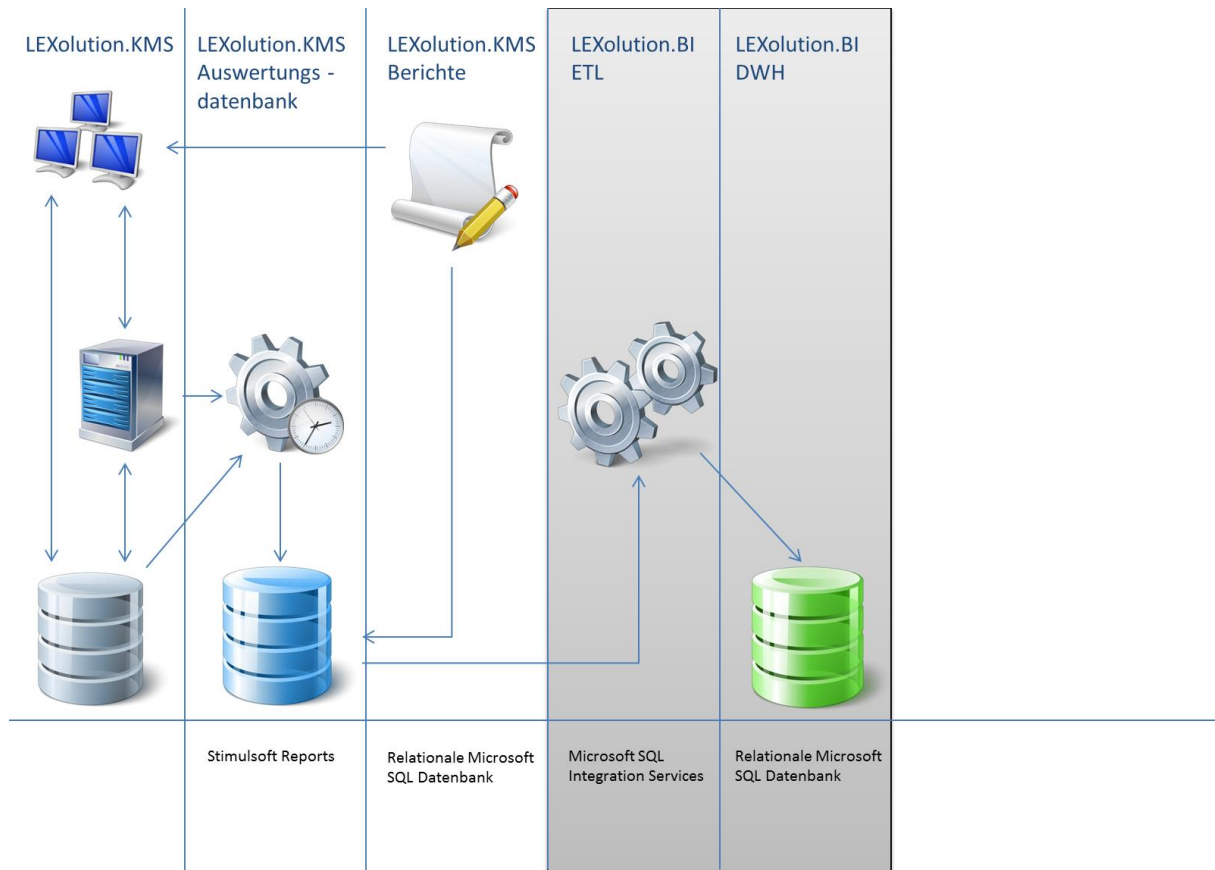 LEXolution.KMS
LEXolution.KMS
Auswertungs -
datenbank
LEXolution.KMS
Berichte
LEXolution.BI
ETL
LEXolution.BI
DWH
Stimulsoft Reports
Relationale Microsoft
SQL Datenbank
Microsoft SQL
Integration Services
Relationale Microsoft
SQL Datenbank